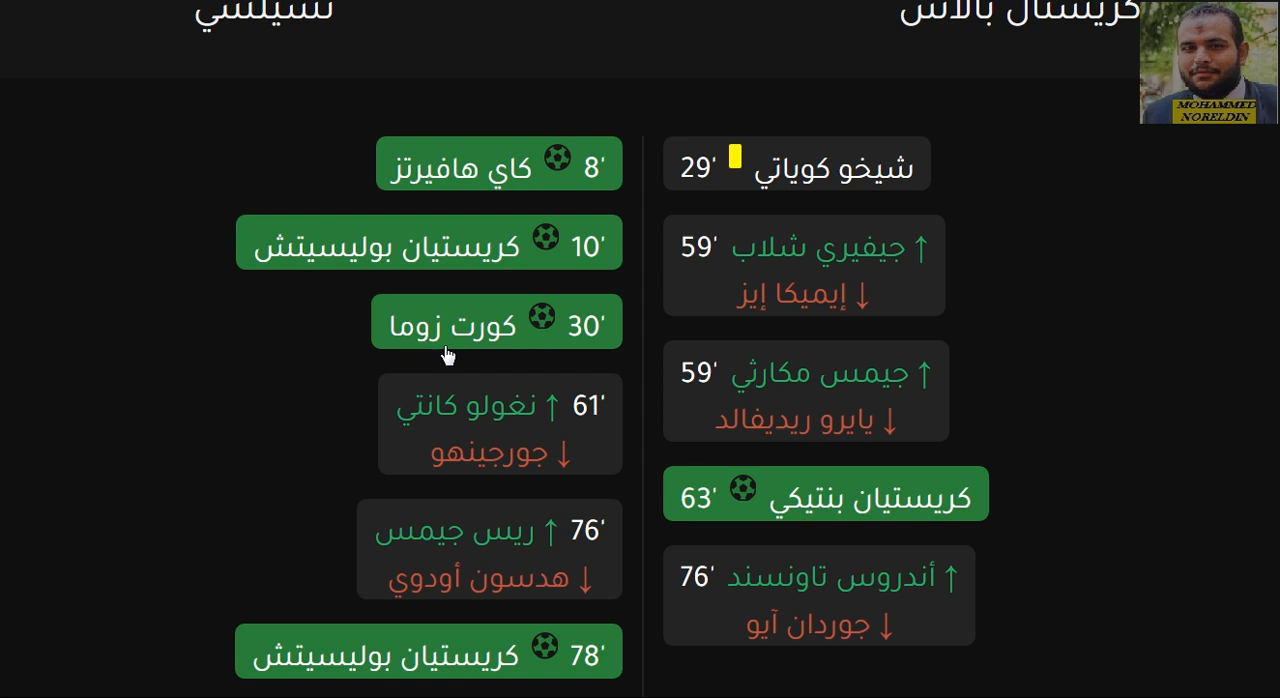 كريستال بالاس
تشيلسي
MOHAMMED
NORELDIN
شيخو كوياتي 29'
↑ جيفيري شلاب 59'
↓ إيميكا إيز
↑ جيمس مكارثي 59'
↓ يايرو ريديفالد
كريستيان بنتيكي 63'
↑ أندروس تاونسند 76'
↓ جوردان آيو
8' كاي هافيرتز
10' كريستيان بوليسيتش
30' كورت زوما
61' ↑ نغولو كانتي
↓ جورجينهو
76' ↑ ريس جيمس
↓ هدسون أودوي
78' كريستيان بوليسيتش